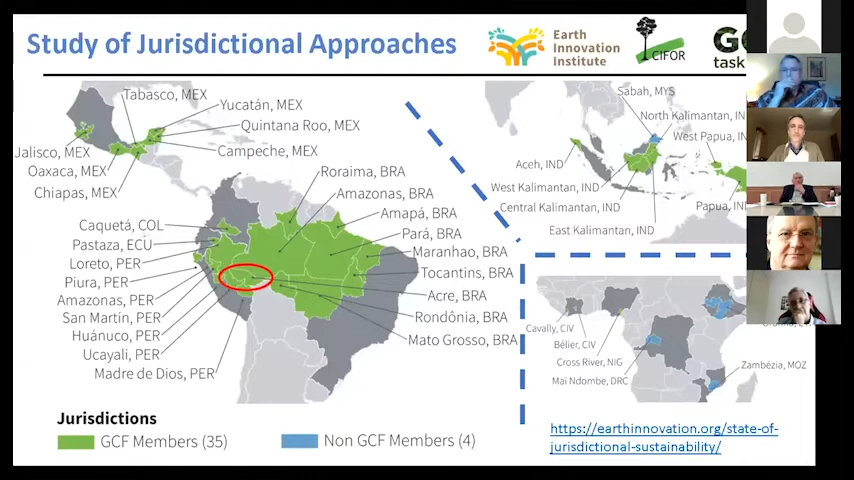 Study of Jurisdictional Approaches
Earth
Innovation
Institute
CIFOR
task
Tabasco, MEX
Yucatán, MEX
Quintana Roo, MEX
Jalisco, MEX
Campeche, MEX
Oaxaca, MEX
Chiapas, MEX
Roraima, BRA
Amazonas, BRA
Amapá, BRA
Pará, BRA
Maranhao, BRA
Tocantins, BRA
Acre, BRA
Rondônia, BRA
Mato Grosso, BRA
Caquetá, COL
Pastaza, ECU
Loreto, PER
Piura, PER
Amazonas, PER
San Martín, PER
Huánuco, PER
Ucayali, PER
Madre de Dios, PER
Sabah, MYS
North Kalimantan, IN
West Papua, IN
Aceh, IND
West Kalimantan, IND
Central Kalimantan, IND
East Kalimantan, IND
Papua, IN
Cavally, CIV
Bélier, CIV
Cross River, NIG
Mai Ndombe, DRC
Zambézia, MOZ
Jurisdictions
GCF Members (35)
Non GCF Members (4)
https://earthinnovation.org/state-of-
jurisdictional-sustainability/